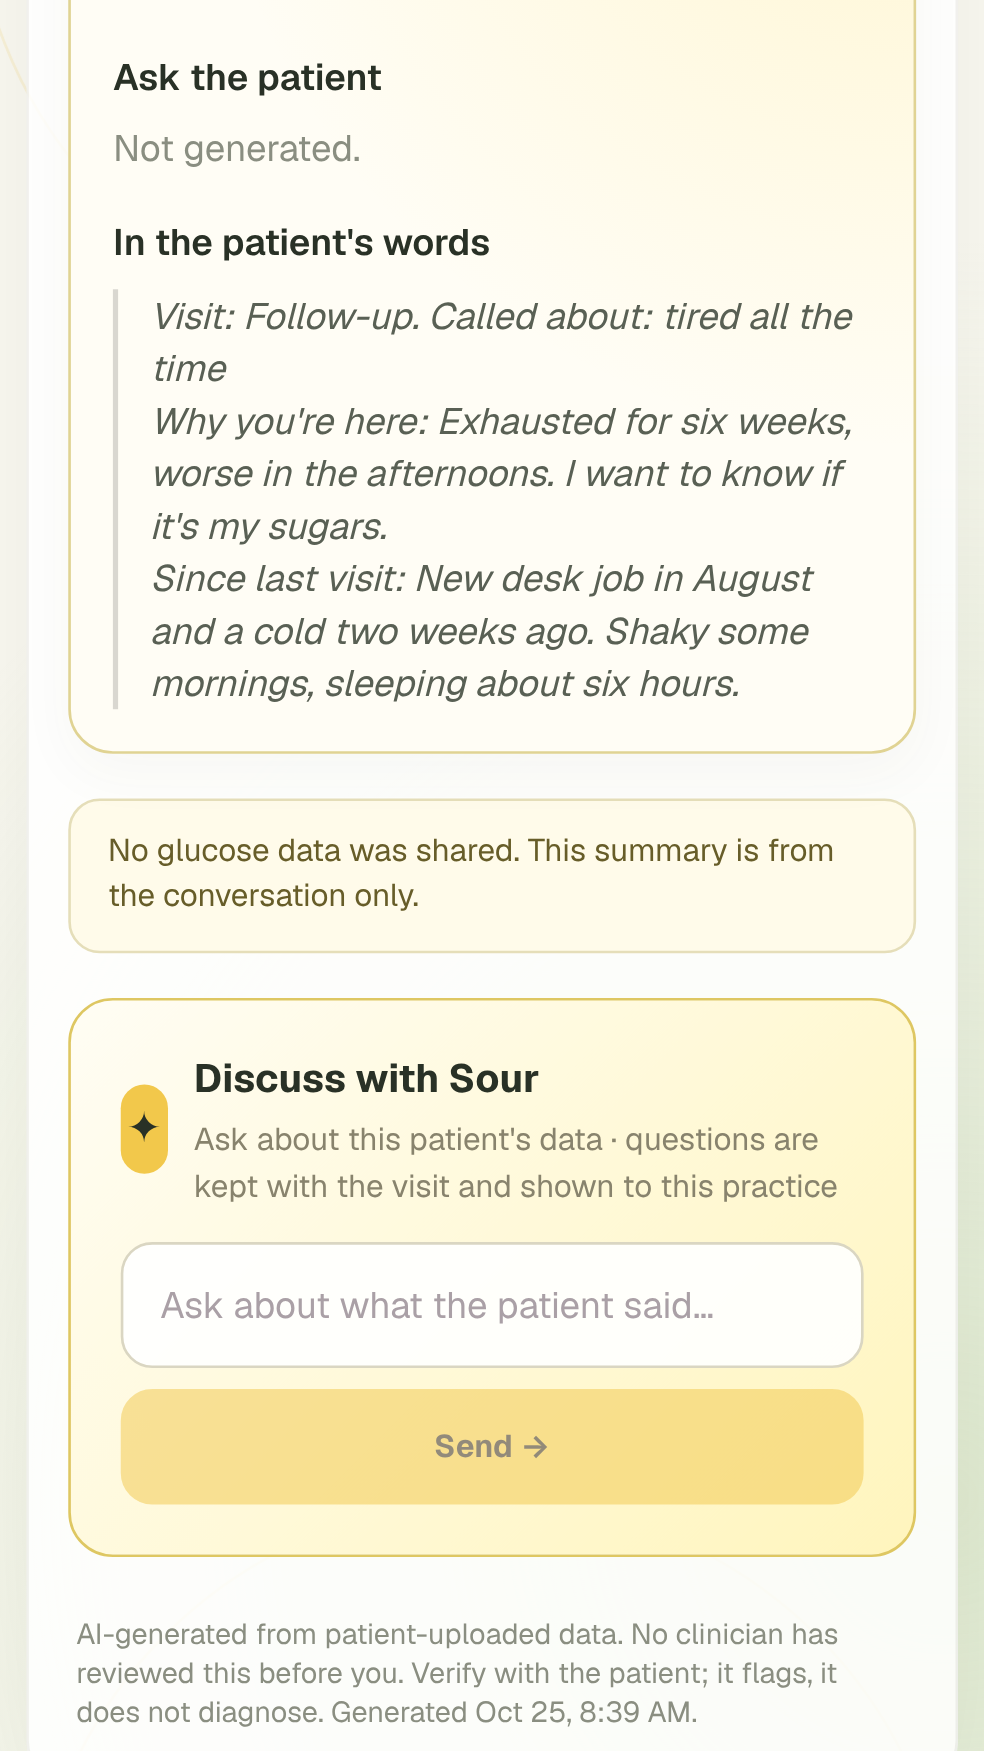 Ask the patient
Not generated.
In the patient's words
Visit: Follow-up. Called about: tired all the
time
Why you're here: Exhausted for six weeks,
worse in the afternoons. I want to know if
it's my sugars.
Since last visit: New desk job in August
and a cold two weeks ago. Shaky some
mornings, sleeping about six hours.
No glucose data was shared. This summary is from
the conversation only.
Discuss with Sour
Ask about this patient's data · questions are
kept with the visit and shown to this practice
Ask about what the patient said…
Send →
AI-generated from patient-uploaded data. No clinician has
reviewed this before you. Verify with the patient; it flags, it
does not diagnose. Generated Oct 25, 8:39 AM.